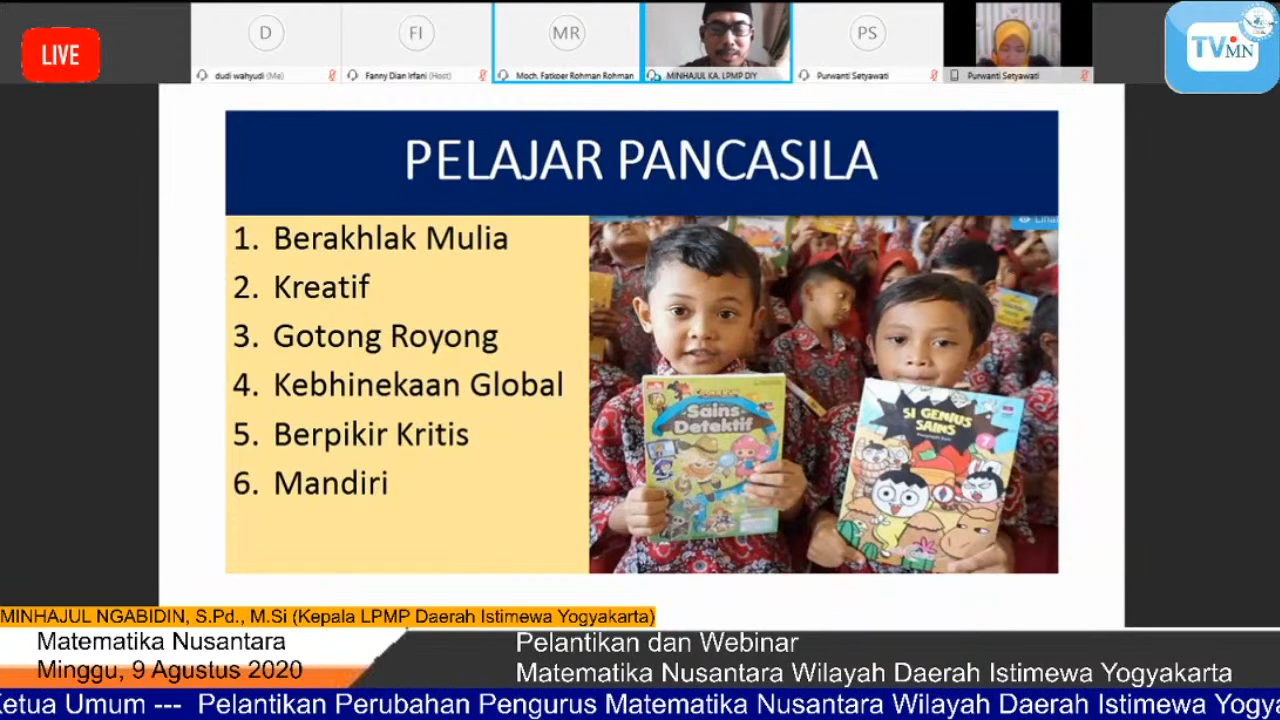 LIVE
D
FI
MR
PS
dudi wahyudi (Me)
Fanny Dian Irfani (Host)
Moch. Fatkoer Rohman Rohman
MINHAJUL KA. LPMP DIY
Purwanti Setyawati
Purwanti Setyawati
TVMN
PELAJAR PANCASILA
1. Berakhlak Mulia
2. Kreatif
3. Gotong Royong
4. Kebhinekaan Global
5. Berpikir Kritis
6. Mandiri
Sains
Detektif
SI GENIUS
SAINS
MINHAJUL NGABIDIN, S.Pd., M.Si (Kepala LPMP Daerah Istimewa Yogyakarta)
Matematika Nusantara
Minggu, 9 Agustus 2020
Pelantikan dan Webinar
Matematika Nusantara Wilayah Daerah Istimewa Yogyakarta
Ketua Umum --- Pelantikan Perubahan Pengurus Matematika Nusantara Wilayah Daerah Istimewa Yogya